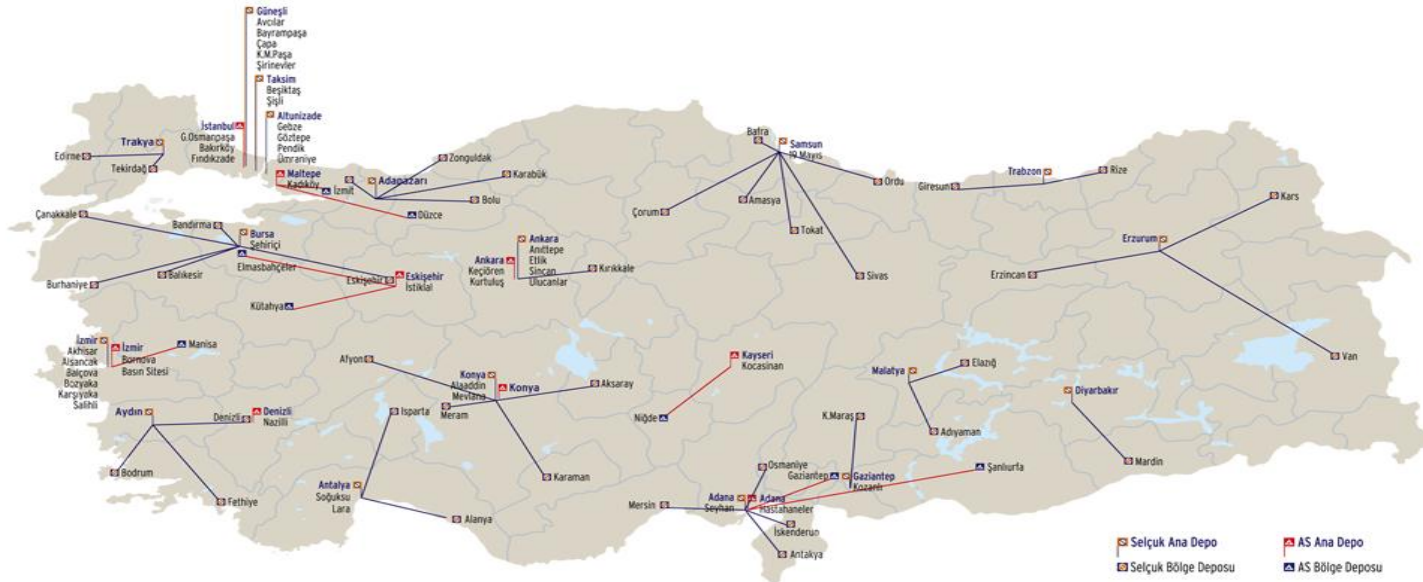 Güneşli
Avcılar
Bayrampaşa
Çapa
K.M.Paşa
Şirinevler
Taksim
Beşiktaş
Şişli
Altunizade
Gebze
Göztepe
Pendik
Ümraniye
İstanbul
G.Osmanpaşa
Bakırköy
Fındıkzade
Trakya
Edirne
Tekirdağ
Maltepe
Kadıköy
İzmit
Adapazarı
Zonguldak
Karabük
Bolu
Düzce
Bafra
Samsun
19 Mayıs
Ordu
Çorum
Amasya
Tokat
Sivas
Giresun
Trabzon
Rize
Kars
Erzurum
Erzincan
Van
Çanakkale
Bandırma
Bursa
Şehiriçi
Elmasbahçeler
Balıkesir
Burhaniye
Eskişehir
Eskişehir
İstiklal
Kütahya
Ankara
Keçiören
Kurtuluş
Ankara
Anıttepe
Etlik
Sincan
Ulucanlar
Kırıkkale
İzmir
Akhisar
Alsancak
Balçova
Bozyaka
Karşıyaka
Salihli
İzmir
Bornova
Basın Sitesi
Manisa
Afyon
Konya
Alaaddin
Mevlana
Konya
Meram
Aksaray
Karaman
Kayseri
Kocasinan
Niğde
Malatya
Elazığ
Adıyaman
Diyarbakır
Mardin
Aydın
Denizli
Denizli
Nazilli
Bodrum
Fethiye
Isparta
Antalya
Soğuksu
Lara
Alanya
K.Maraş
Osmaniye
Gaziantep
Gaziantep
Kozanlı
Şanlıurfa
Mersin
Adana
Seyhan
Adana
Hastahaneler
İskenderun
Antakya
Selçuk Ana Depo
AS Ana Depo
Selçuk Bölge Deposu
AS Bölge Deposu